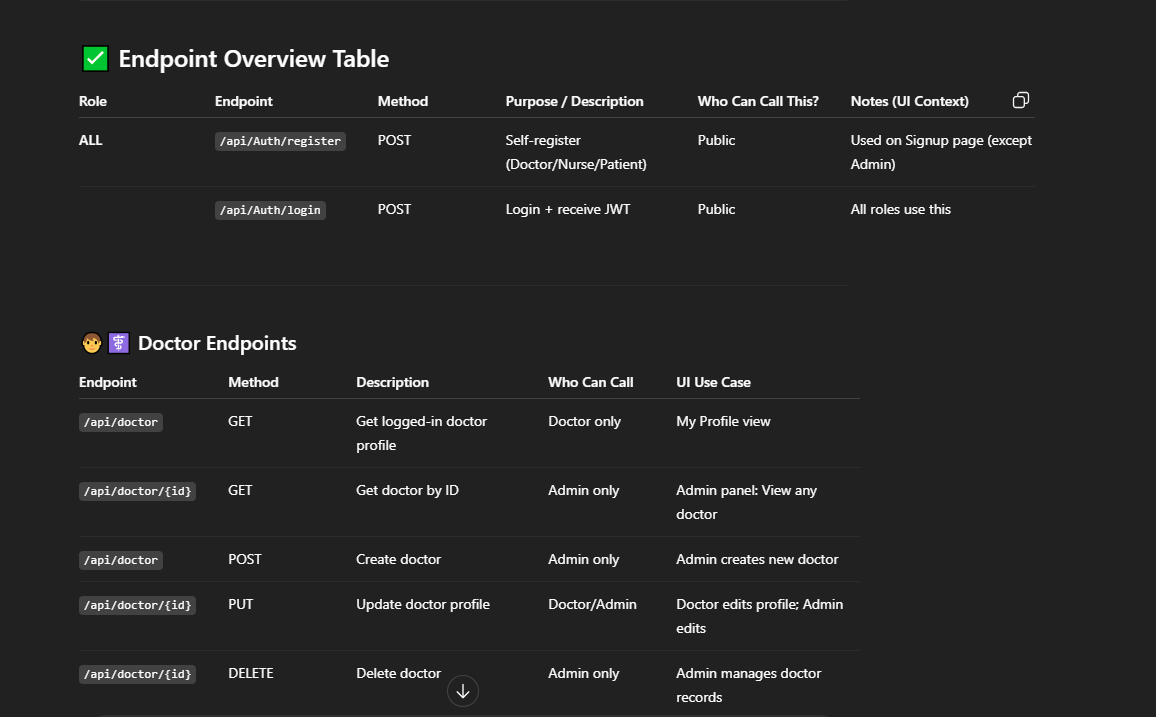 ✅ Endpoint Overview Table
Role Endpoint Method Purpose / Description Who Can Call This? Notes (UI Context)
ALL /api/Auth/register POST Self-register Public Used on Signup page (except
(Doctor/Nurse/Patient) Admin)
/api/Auth/login POST Login + receive JWT Public All roles use this
Doctor Endpoints
Endpoint Method Description Who Can Call UI Use Case
/api/doctor GET Get logged-in doctor Doctor only My Profile view
profile
/api/doctor/{id} GET Get doctor by ID Admin only Admin panel: View any
doctor
/api/doctor POST Create doctor Admin only Admin creates new doctor
/api/doctor/{id} PUT Update doctor profile Doctor/Admin Doctor edits profile; Admin
edits
/api/doctor/{id} DELETE Delete doctor Admin only Admin manages doctor
records